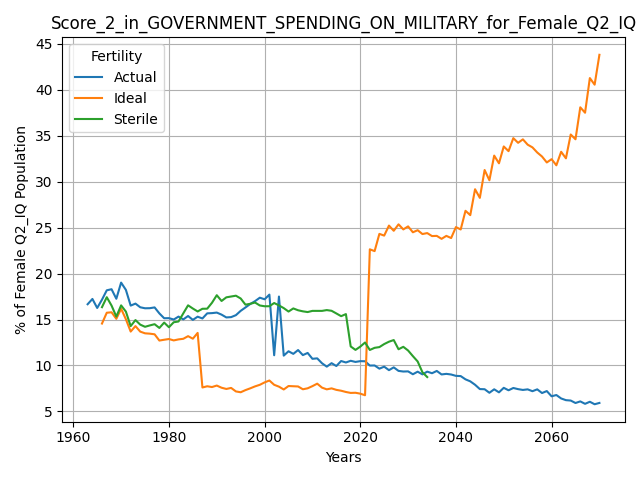 Score_2_in_GOVERNMENT_SPENDING_ON_MILITARY_for_Female_Q2_IQ
Fertility
Actual
Ideal
Sterile
% of Female Q2_IQ Population
45
40
35
30
25
20
15
10
5
1960 1980 2000 2020 2040 2060
Years